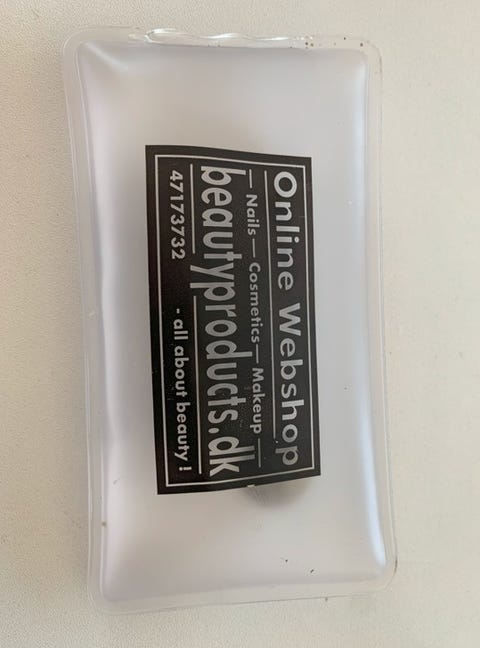 Online Webshop
— Nails — Cosmetics — Makeup —
beautyproducts.dk
47173732 - all about beauty !